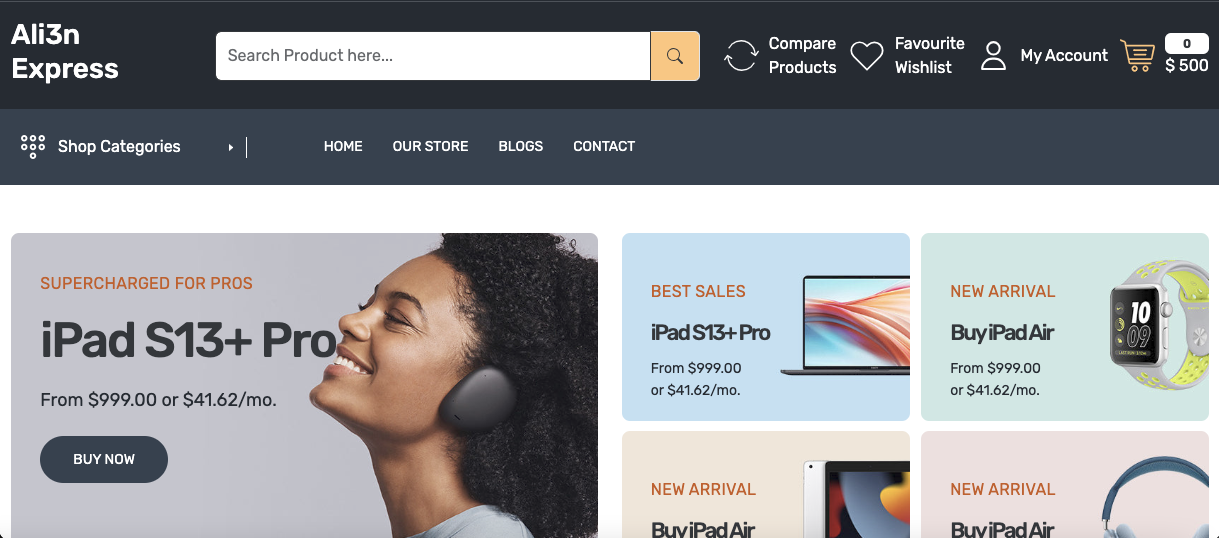 Ali3n
Express
Search Product here...
Compare
Products
Favourite
Wishlist
My Account
0
$ 500
Shop Categories
HOME
OUR STORE
BLOGS
CONTACT
SUPERCHARGED FOR PROS
iPad S13+ Pro
From $999.00 or $41.62/mo.
BUY NOW
BEST SALES
iPad S13+ Pro
From $999.00
or $41.62/mo.
NEW ARRIVAL
Buy iPad Air
From $999.00
or $41.62/mo.
10
09
NEW ARRIVAL
Buy iPad Air
NEW ARRIVAL
Buy iPad Air